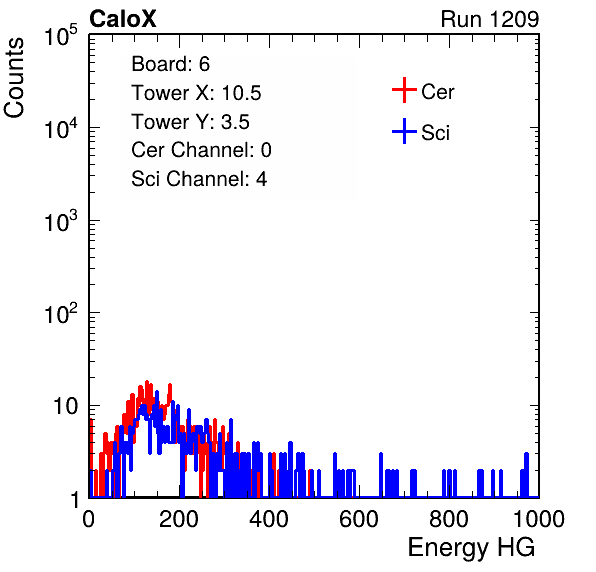 CaloX Run 1209
Counts
Board: 6
Tower X: 10.5
Tower Y: 3.5
Cer Channel: 0
Sci Channel: 4
Cer
Sci
10^5
10^4
10^3
10^2
10
1
0 200 400 600 800 1000
Energy HG